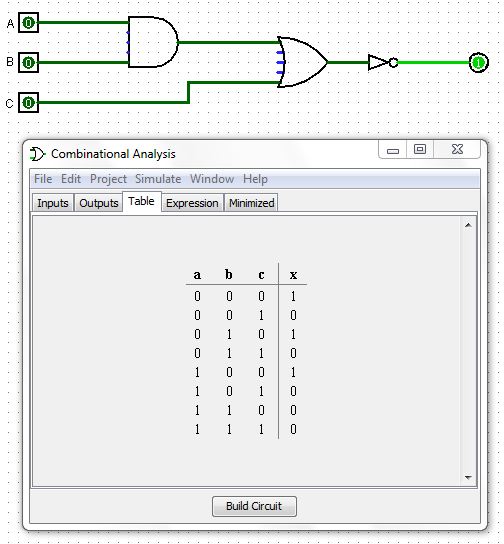 A 0
B 0
C 0
1
Combinational Analysis
File Edit Project Simulate Window Help
Inputs Outputs Table Expression Minimized
a b c x
0 0 0 1
0 0 1 0
0 1 0 1
0 1 1 0
1 0 0 1
1 0 1 0
1 1 0 0
1 1 1 0
Build Circuit